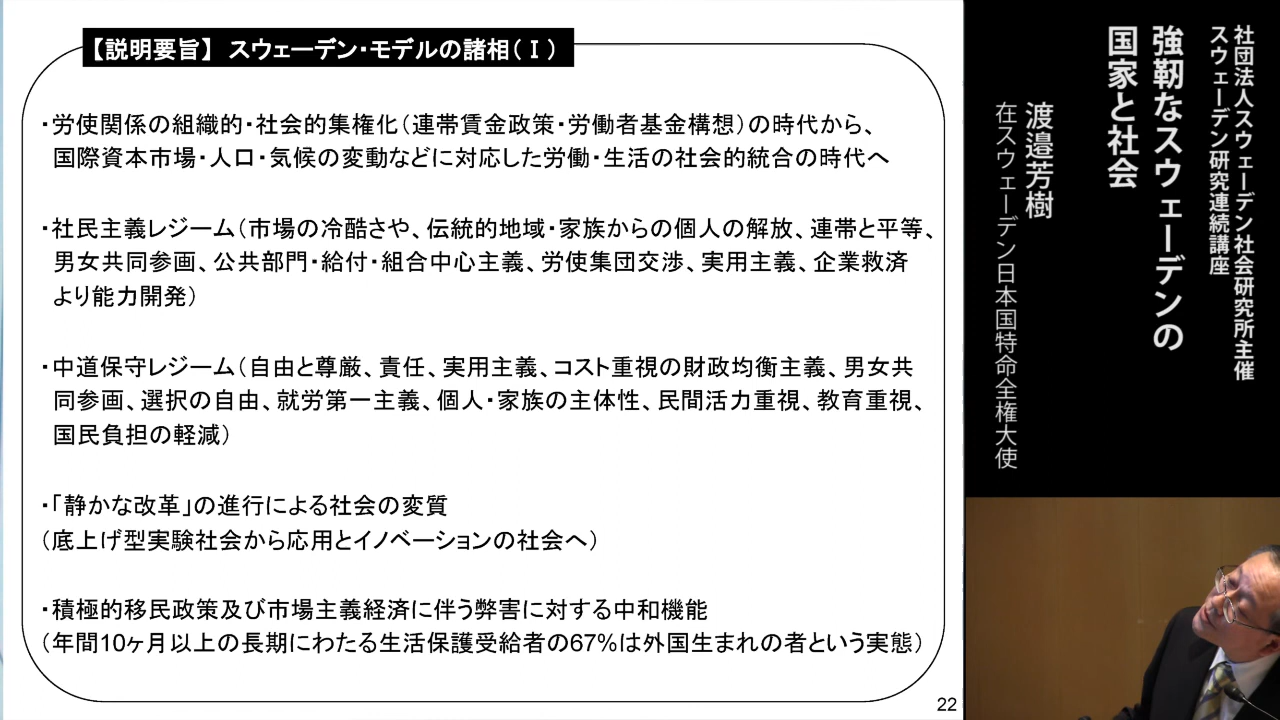 【説明要旨】 スウェーデン・モデルの諸相(Ⅰ)
・労使関係の組織的・社会的集権化(連帯賃金政策・労働者基金構想)の時代から、
国際資本市場・人口・気候の変動などに対応した労働・生活の社会的統合の時代へ
・社民主義レジーム(市場の冷酷さや、伝統的地域・家族からの個人の解放、連帯と平等、
男女共同参画、公共部門・給付・組合中心主義、労使集団交渉、実用主義、企業救済
より能力開発)
・中道保守レジーム(自由と尊厳、責任、実用主義、コスト重視の財政均衡主義、男女共
同参画、選択の自由、就労第一主義、個人・家族の主体性、民間活力重視、教育重視、
国民負担の軽減)
・「静かな改革」の進行による社会の変質
(底上げ型実験社会から応用とイノベーションの社会へ)
・積極的移民政策及び市場主義経済に伴う弊害に対する中和機能
(年間10ヶ月以上の長期にわたる生活保護受給者の67%は外国生まれの者という実態)
22
社団法人スウェーデン社会研究所主催
スウェーデン研究連続講座
強靭なスウェーデンの
国家と社会
渡邉芳樹
在スウェーデン日本国特命全権大使